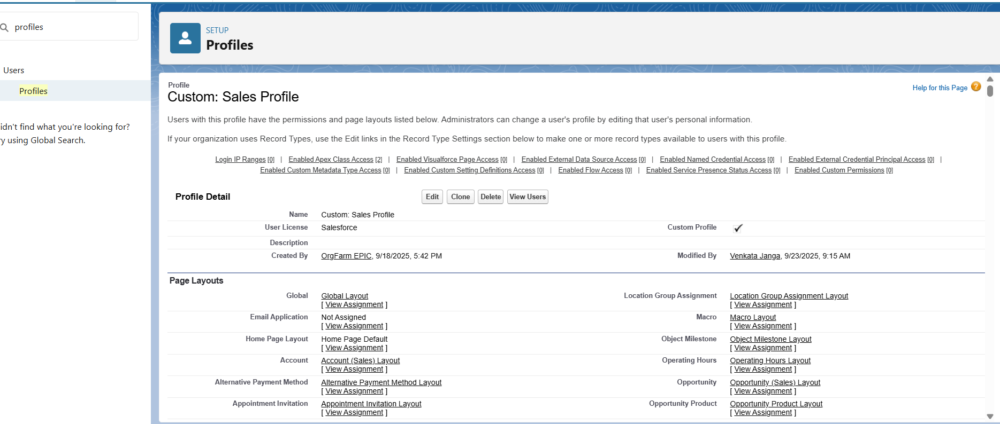 profiles
Users
Profiles
idn't find what you're looking for?
ry using Global Search.
SETUP
Profiles
Profile
Custom: Sales Profile
Help for this Page ?
Users with this profile have the permissions and page layouts listed below. Administrators can change a user's profile by editing that user's personal information.
If your organization uses Record Types, use the Edit links in the Record Type Settings section below to make one or more record types available to users with this profile.
Login IP Ranges [0] | Enabled Apex Class Access [2] | Enabled Visualforce Page Access [0] | Enabled External Data Source Access [0] | Enabled Named Credential Access [0] | Enabled External Credential Principal Access [0] |
Enabled Custom Metadata Type Access [0] | Enabled Custom Setting Definitions Access [0] | Enabled Flow Access [0] | Enabled Service Presence Status Access [0] | Enabled Custom Permissions [0]
Profile Detail Edit Clone Delete View Users
Name Custom: Sales Profile
User License Salesforce Custom Profile
Description
Created By OrgFarm EPIC, 9/18/2025, 5:42 PM Modified By Venkata Janga, 9/23/2025, 9:15 AM
Page Layouts
Global Global Layout Location Group Assignment Location Group Assignment Layout
[ View Assignment ] [ View Assignment ]
Email Application Not Assigned Macro Macro Layout
[ View Assignment ] [ View Assignment ]
Home Page Layout Home Page Default Object Milestone Object Milestone Layout
[ View Assignment ] [ View Assignment ]
Account Account (Sales) Layout Operating Hours Operating Hours Layout
[ View Assignment ] [ View Assignment ]
Alternative Payment Method Alternative Payment Method Layout Opportunity Opportunity (Sales) Layout
[ View Assignment ] [ View Assignment ]
Appointment Invitation Appointment Invitation Layout Opportunity Product Opportunity Product Layout
[ View Assignment ] [ View Assignment ]